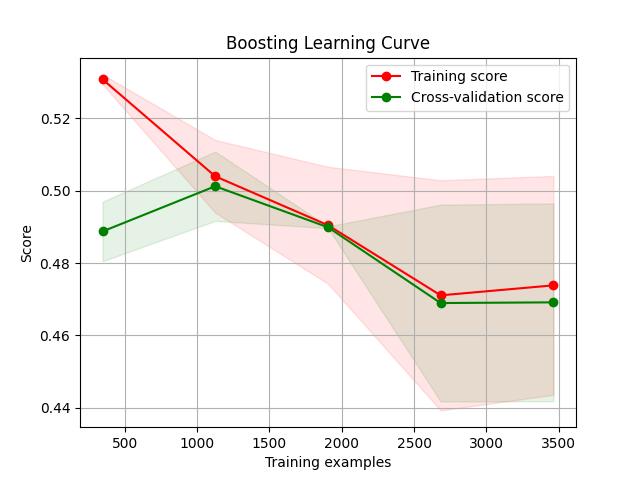 Boosting Learning Curve
Training score
Cross-validation score
0.52
0.50
0.48
0.46
0.44
Score
500 1000 1500 2000 2500 3000 3500
Training examples